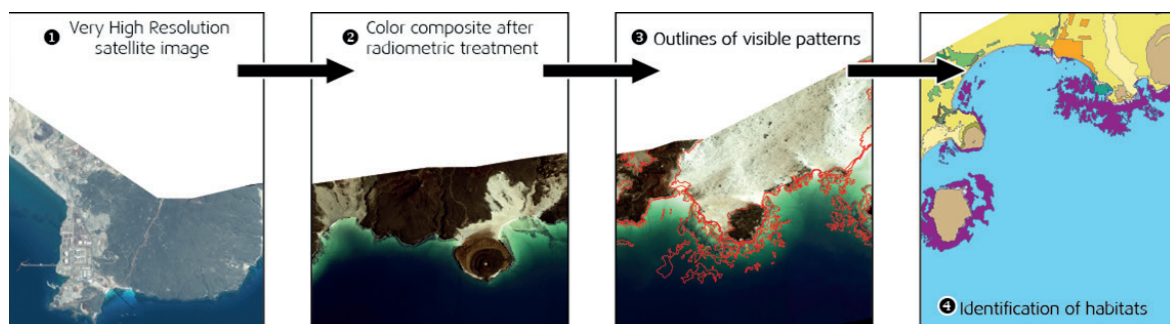 ❶ Very High Resolution
satellite image
❷ Color composite after
radiometric treatment
❸ Outlines of visible patterns
❹ Identification of habitats